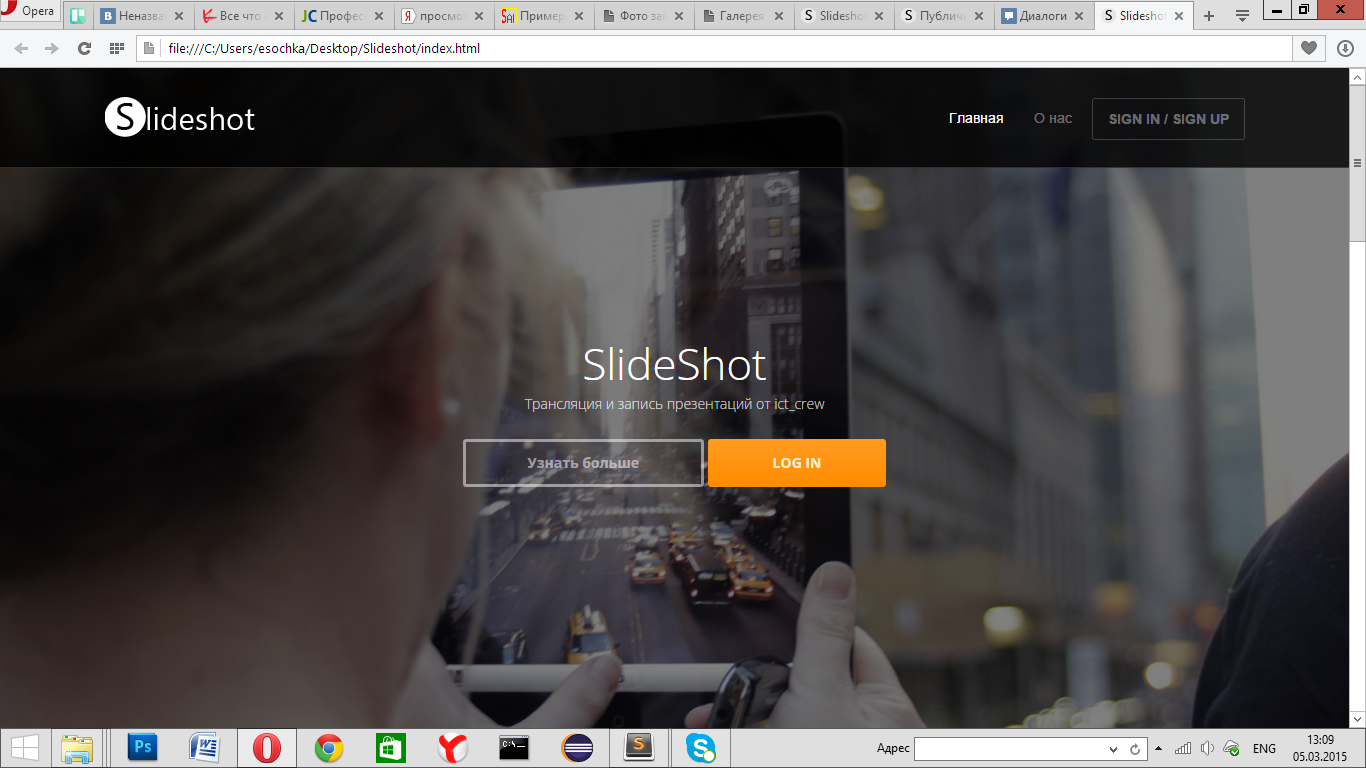 Opera
Неназва
Все что
Професс
просмо
Пример
Фото за
Галерея
Slidesho
Публич
Диалоги
Slidesho
file:///C:/Users/esochka/Desktop/Slideshot/index.html
Slideshot
Главная
О нас
SIGN IN / SIGN UP
SlideShot
Трансляция и запись презентаций от ict_crew
Узнать больше
LOG IN
Адрес
ENG
13:09
05.03.2015